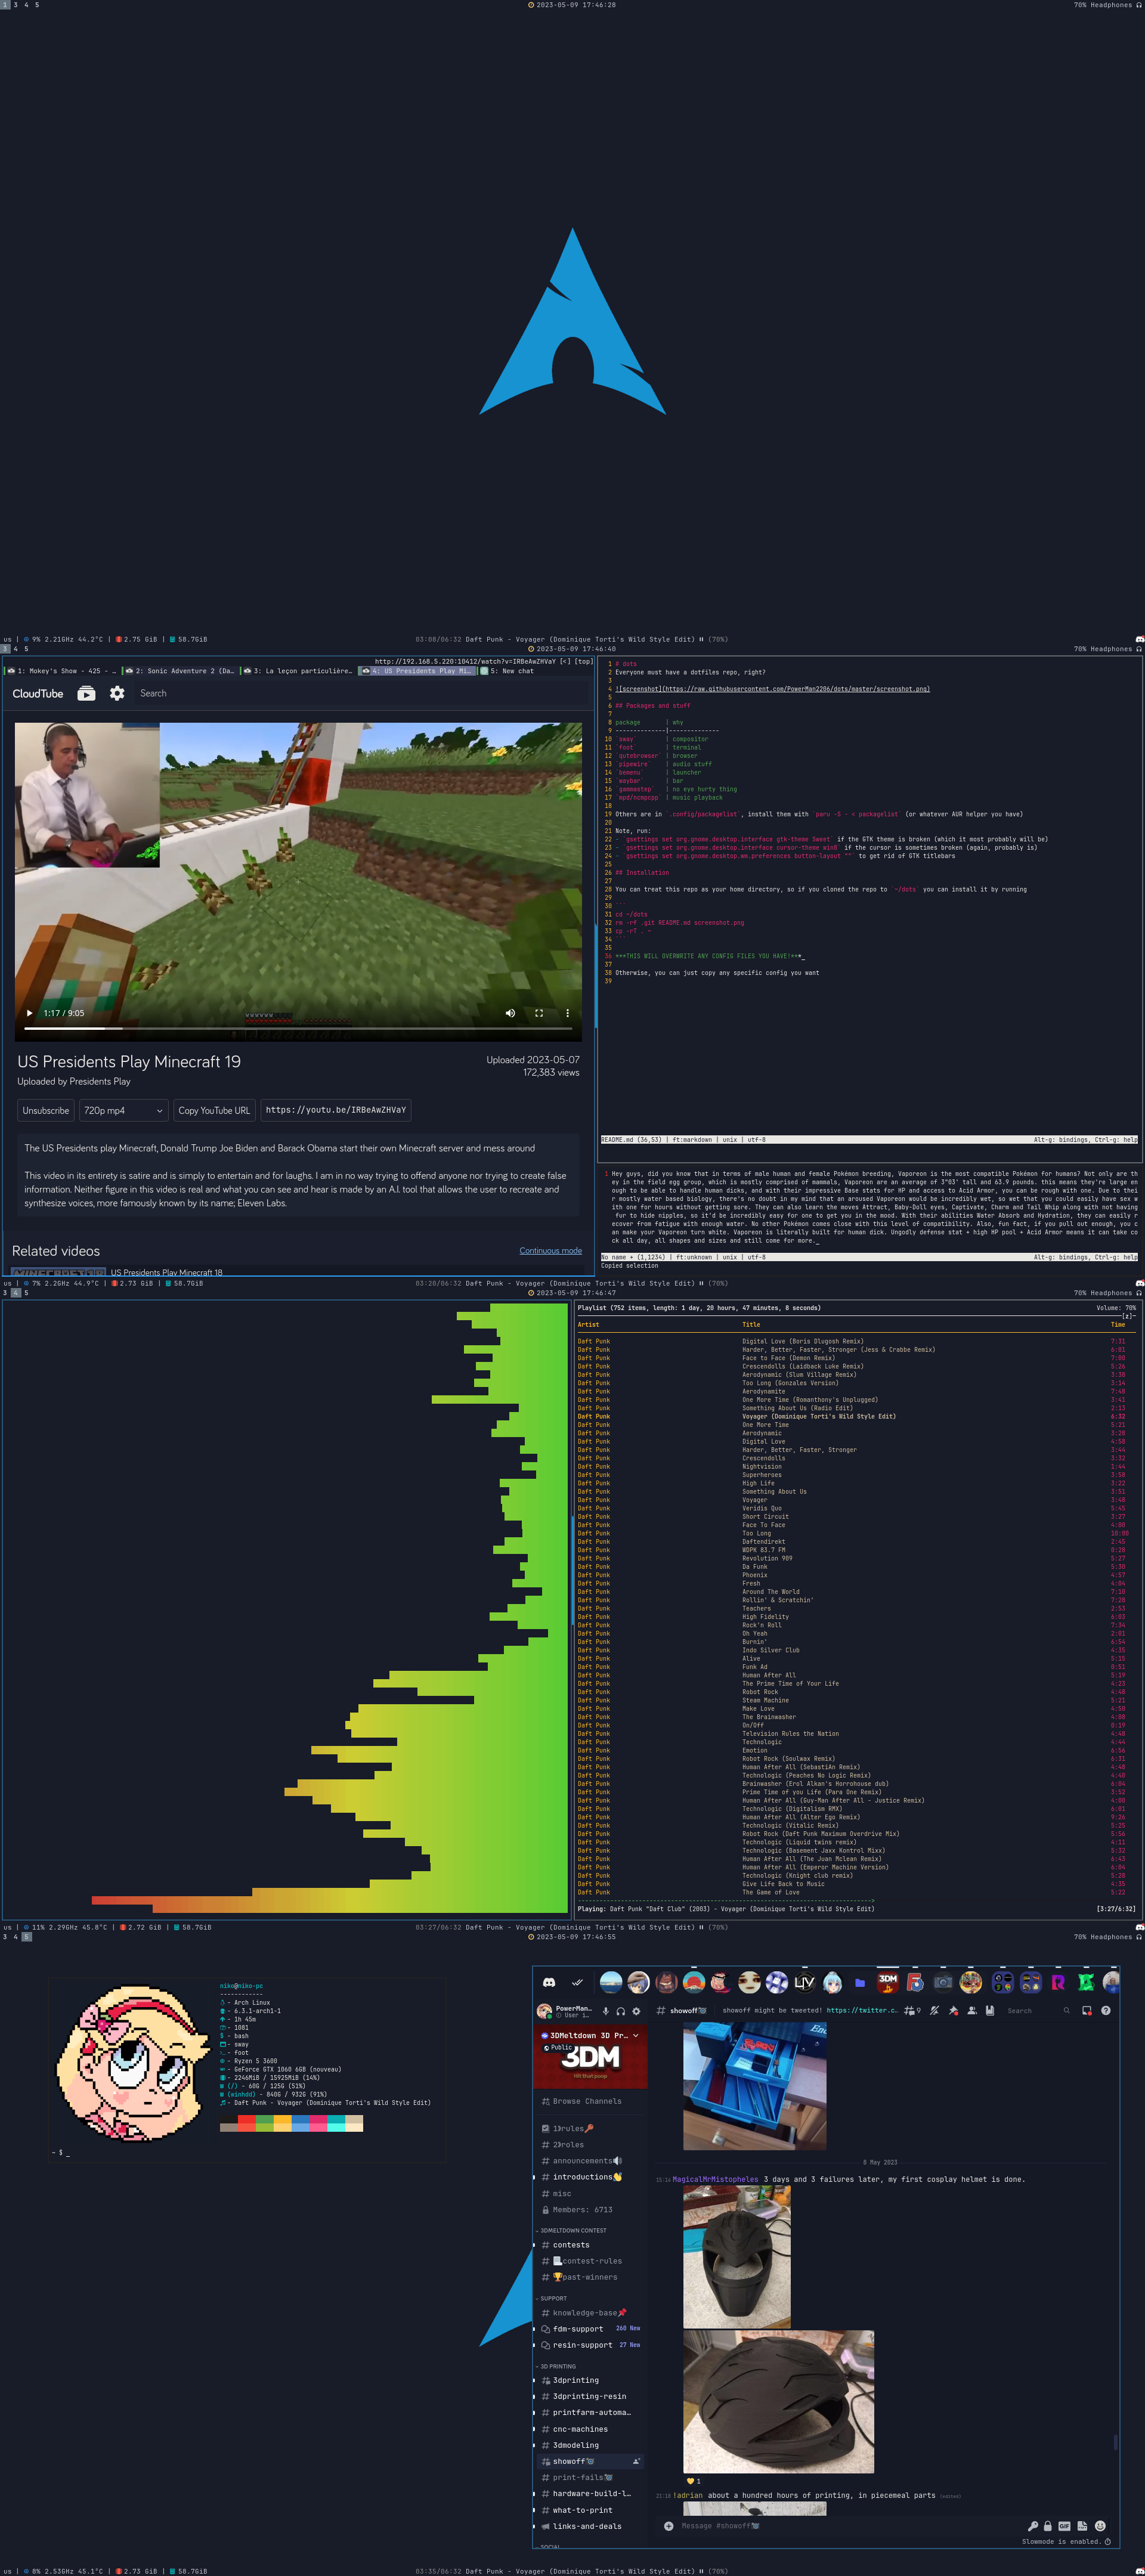 1 3 4 5
2023-05-09 17:46:28
70% Headphones
us | 9% 2.21GHz 44.2°C | 2.75 GiB | 58.7GiB
03:08/06:32 Daft Punk - Voyager (Dominique Torti's Wild Style Edit) (70%)
3 4 5
2023-05-09 17:46:40
70% Headphones
http://192.168.5.220:10412/watch?v=IRBeAwZHVaY [<] [top]
1: Mokey's Show - 425 - …
2: Sonic Adventure 2 (Da…
3: La leçon particulière…
4: US Presidents Play Mi…
5: New chat
CloudTube
Search
1:17 / 9:05
US Presidents Play Minecraft 19
Uploaded 2023-05-07
Uploaded by Presidents Play
172,383 views
Unsubscribe
720p mp4
Copy YouTube URL
https://youtu.be/IRBeAwZHVaY
The US Presidents play Minecraft, Donald Trump Joe Biden and Barack Obama start their own Minecraft server and mess around
This video in its entirety is satire and is simply to entertain and for laughs. I am in no way trying to offend anyone nor trying to create false
information. Neither figure in this video is real and what you can see and hear is made by an A.I. tool that allows the user to recreate and
synthesize voices, more famously known by its name; Eleven Labs.
Related videos
Continuous mode
US Presidents Play Minecraft 18
1 # dots
2 Everyone must have a dotfiles repo, right?
3
4 ![screenshot](https://raw.githubusercontent.com/PowerMan2206/dots/master/screenshot.png)
5
6 ## Packages and stuff
7
8 package | why
9 --------------|--------------
10 `sway` | compositor
11 `foot` | terminal
12 `qutebrowser` | browser
13 `pipewire` | audio stuff
14 `bemenu` | launcher
15 `waybar` | bar
16 `gammastep` | no eye hurty thing
17 `mpd/ncmpcpp` | music playback
18
19 Others are in `.config/packagelist`, install them with `paru -S - < packagelist` (or whatever AUR helper you have)
20
21 Note, run:
22 - `gsettings set org.gnome.desktop.interface gtk-theme Sweet` if the GTK theme is broken (which it most probably will be)
23 - `gsettings set org.gnome.desktop.interface cursor-theme win8` if the cursor is sometimes broken (again, probably is)
24 - `gsettings set org.gnome.desktop.wm.preferences button-layout ""` to get rid of GTK titlebars
25
26 ## Installation
27
28 You can treat this repo as your home directory, so if you cloned the repo to `~/dots` you can install it by running
29
30 ```
31 cd ~/dots
32 rm -rf .git README.md screenshot.png
33 cp -rT . ~
34 ```
35
36 ***THIS WILL OVERWRITE ANY CONFIG FILES YOU HAVE!***
37
38 Otherwise, you can just copy any specific config you want
39
README.md (36,53) | ft:markdown | unix | utf-8
Alt-g: bindings, Ctrl-g: help
1 Hey guys, did you know that in terms of male human and female Pokémon breeding, Vaporeon is the most compatible Pokémon for humans? Not only are th
ey in the field egg group, which is mostly comprised of mammals, Vaporeon are an average of 3"03' tall and 63.9 pounds. this means they're large en
ough to be able to handle human dicks, and with their impressive Base stats for HP and access to Acid Armor, you can be rough with one. Due to thei
r mostly water based biology, there's no doubt in my mind that an aroused Vaporeon would be incredibly wet, so wet that you could easily have sex w
ith one for hours without getting sore. They can also learn the moves Attract, Baby-Doll eyes, Captivate, Charm and Tail Whip along with not having
for to hide nipples, so it'd be incredibly easy for one to get you in the mood. With their abilities Water Absorb and Hydration, they can easily r
ecover from fatigue with enough water. No other Pokémon comes close with this level of compatibility. Also, fun fact, if you pull out enough, you c
an make your Vaporeon turn white. Vaporeon is literally built for human dick. Ungodly defense stat + high HP pool + Acid Armor means it can take co
ck all day, all shapes and sizes and still come for more._
No name + (1,1234) | ft:unknown | unix | utf-8
Alt-g: bindings, Ctrl-g: help
Copied selection
us | 7% 2.2GHz 44.9°C | 2.73 GiB | 58.7GiB
03:20/06:32 Daft Punk - Voyager (Dominique Torti's Wild Style Edit) (70%)
3 4 5
2023-05-09 17:46:47
70% Headphones
Playlist (752 items, length: 1 day, 20 hours, 47 minutes, 8 seconds)
Volume: 70%
[z]
Artist Title Time
Daft Punk Digital Love (Boris Dlugosh Remix) 7:31
Daft Punk Harder, Better, Faster, Stronger (Jess & Crabbe Remix) 6:01
Daft Punk Face to Face (Demon Remix) 7:00
Daft Punk Crescendolls (Laidback Luke Remix) 5:26
Daft Punk Aerodynamic (Slum Village Remix) 3:38
Daft Punk Too Long (Gonzales Version) 3:14
Daft Punk Aerodynamite 7:48
Daft Punk One More Time (Romanthony's Unplugged) 3:41
Daft Punk Something About Us (Radio Edit) 2:13
Daft Punk Voyager (Dominique Torti's Wild Style Edit) 6:32
Daft Punk One More Time 5:21
Daft Punk Aerodynamic 3:28
Daft Punk Digital Love 4:58
Daft Punk Harder, Better, Faster, Stronger 3:44
Daft Punk Crescendolls 3:32
Daft Punk Nightvision 1:44
Daft Punk Superheroes 3:58
Daft Punk High Life 3:22
Daft Punk Something About Us 3:51
Daft Punk Voyager 3:48
Daft Punk Veridis Quo 5:45
Daft Punk Short Circuit 3:27
Daft Punk Face To Face 4:00
Daft Punk Too Long 10:00
Daft Punk Daftendirekt 2:45
Daft Punk WDPK 83.7 FM 0:28
Daft Punk Revolution 909 5:27
Daft Punk Da Funk 5:30
Daft Punk Phoenix 4:57
Daft Punk Fresh 4:04
Daft Punk Around The World 7:10
Daft Punk Rollin' & Scratchin' 7:28
Daft Punk Teachers 2:53
Daft Punk High Fidelity 6:03
Daft Punk Rock'n Roll 7:34
Daft Punk Oh Yeah 2:01
Daft Punk Burnin' 6:54
Daft Punk Indo Silver Club 4:35
Daft Punk Alive 5:15
Daft Punk Funk Ad 0:51
Daft Punk Human After All 5:19
Daft Punk The Prime Time of Your Life 4:23
Daft Punk Robot Rock 4:48
Daft Punk Steam Machine 5:21
Daft Punk Make Love 4:50
Daft Punk The Brainwasher 4:08
Daft Punk On/Off 0:19
Daft Punk Television Rules the Nation 4:48
Daft Punk Technologic 4:44
Daft Punk Emotion 6:56
Daft Punk Robot Rock (Soulwax Remix) 6:31
Daft Punk Human After All (SebastiAn Remix) 4:48
Daft Punk Technologic (Peaches No Logic Remix) 4:40
Daft Punk Brainwasher (Erol Alkan's Horrohouse dub) 6:04
Daft Punk Prime Time of you Life (Para One Remix) 3:52
Daft Punk Human After All (Guy-Man After All - Justice Remix) 4:00
Daft Punk Technologic (Digitalism RMX) 6:01
Daft Punk Human After All (Alter Ego Remix) 9:26
Daft Punk Technologic (Vitalic Remix) 5:25
Daft Punk Robot Rock (Daft Punk Maximum Overdrive Mix) 5:56
Daft Punk Technologic (Liquid twins remix) 4:11
Daft Punk Technologic (Basement Jaxx Kontrol Mixx) 5:32
Daft Punk Human After All (The Juan Mclean Remix) 6:43
Daft Punk Human After All (Emperor Machine Version) 6:04
Daft Punk Technologic (Knight club remix) 5:28
Daft Punk Give Life Back to Music 4:35
Daft Punk The Game of Love 5:22
Playing: Daft Punk "Daft Club" (2003) - Voyager (Dominique Torti's Wild Style Edit)
[3:27/6:32]
us | 11% 2.29GHz 45.8°C | 2.72 GiB | 58.7GiB
03:27/06:32 Daft Punk - Voyager (Dominique Torti's Wild Style Edit) (70%)
3 4 5
2023-05-09 17:46:55
70% Headphones
niko@niko-pc
-------------
- Arch Linux
- 6.3.1-arch1-1
- 1h 45m
- 1081
$ - bash
- sway
- foot
- Ryzen 5 3600
- GeForce GTX 1060 6GB (nouveau)
- 2246MiB / 15925MiB (14%)
(/) - 60G / 125G (51%)
(winhdd) - 840G / 932G (91%)
- Daft Punk - Voyager (Dominique Torti's Wild Style Edit)
~ $ _
PowerMan…
User i…
# showoff
showoff might be tweeted! https://twitter.c…
9
Search
3DMeltdown 3D Pr…
Public
3DM
Browse Channels
1)rules
2)roles
announcements
introductions
misc
Members: 6713
3DMELTDOWN CONTEST
contests
contest-rules
past-winners
SUPPORT
knowledge-base
fdm-support 260 New
resin-support 27 New
3D PRINTING
3dprinting
3dprinting-resin
printfarm-automa…
cnc-machines
3dmodeling
showoff
print-fails
hardware-build-l…
what-to-print
links-and-deals
SOCIAL
8 May 2023
15:14 MagicalMrMistopheles 3 days and 3 failures later, my first cosplay helmet is done.
1
21:18 !adrian about a hundred hours of printing, in piecemeal parts (edited)
Message #showoff
GIF
Slowmode is enabled.
us | 8% 2.53GHz 45.1°C | 2.73 GiB | 58.7GiB
03:35/06:32 Daft Punk - Voyager (Dominique Torti's Wild Style Edit) (70%)